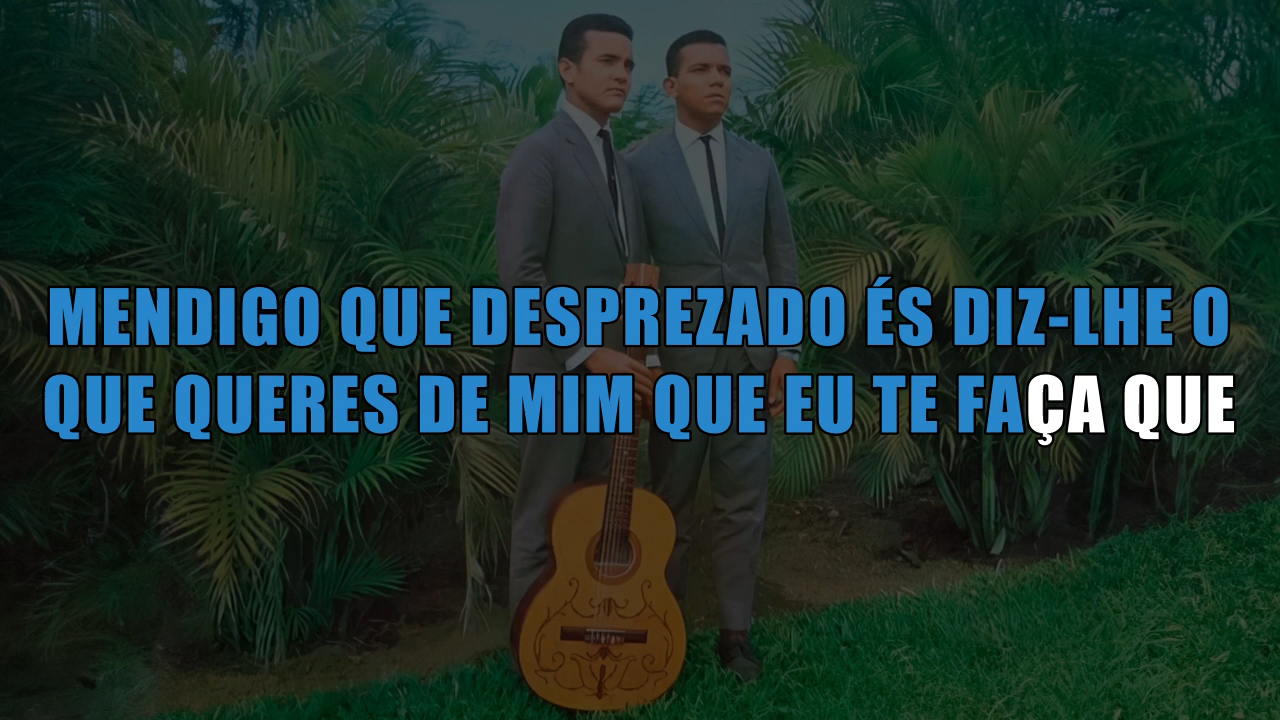 MENDIGO QUE DESPREZADO ÉS DIZ-LHE O
QUE QUERES DE MIM QUE EU TE FAÇA QUE